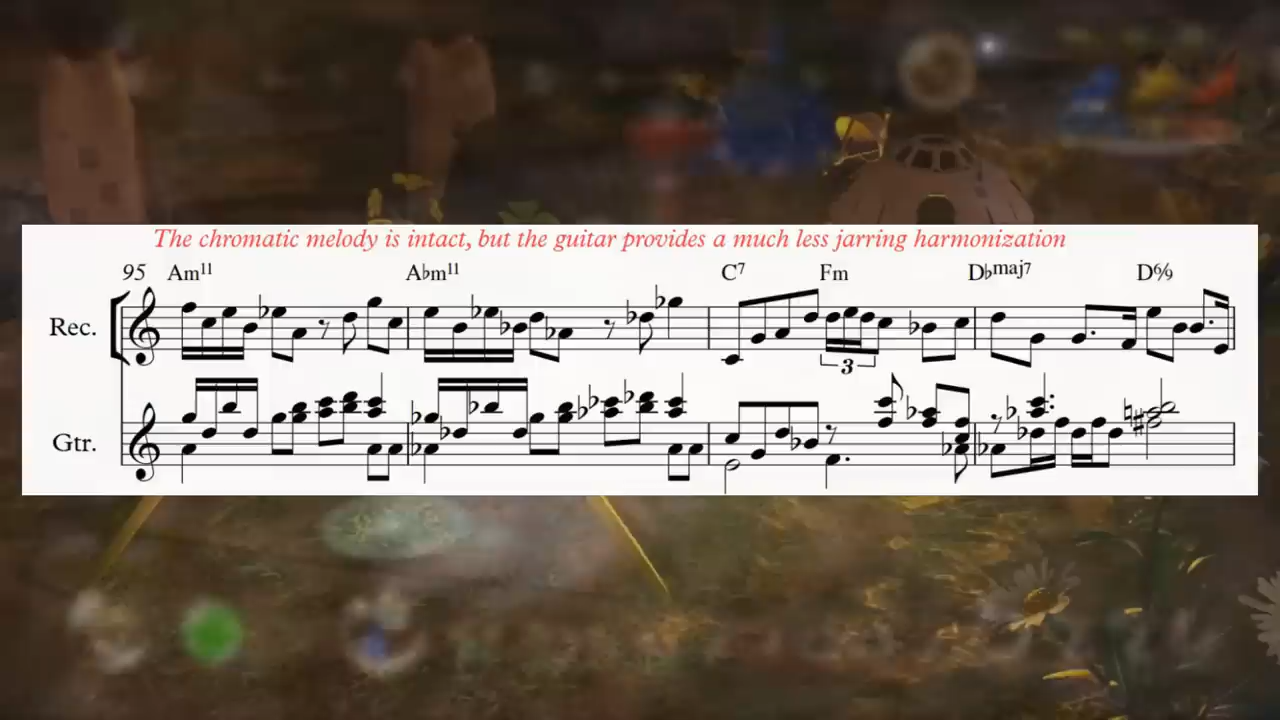 The chromatic melody is intact, but the guitar provides a much less jarring harmonization
95 Am11 A♭m11 C7 Fm D♭maj7 D6/9
Rec.
3
Gtr.